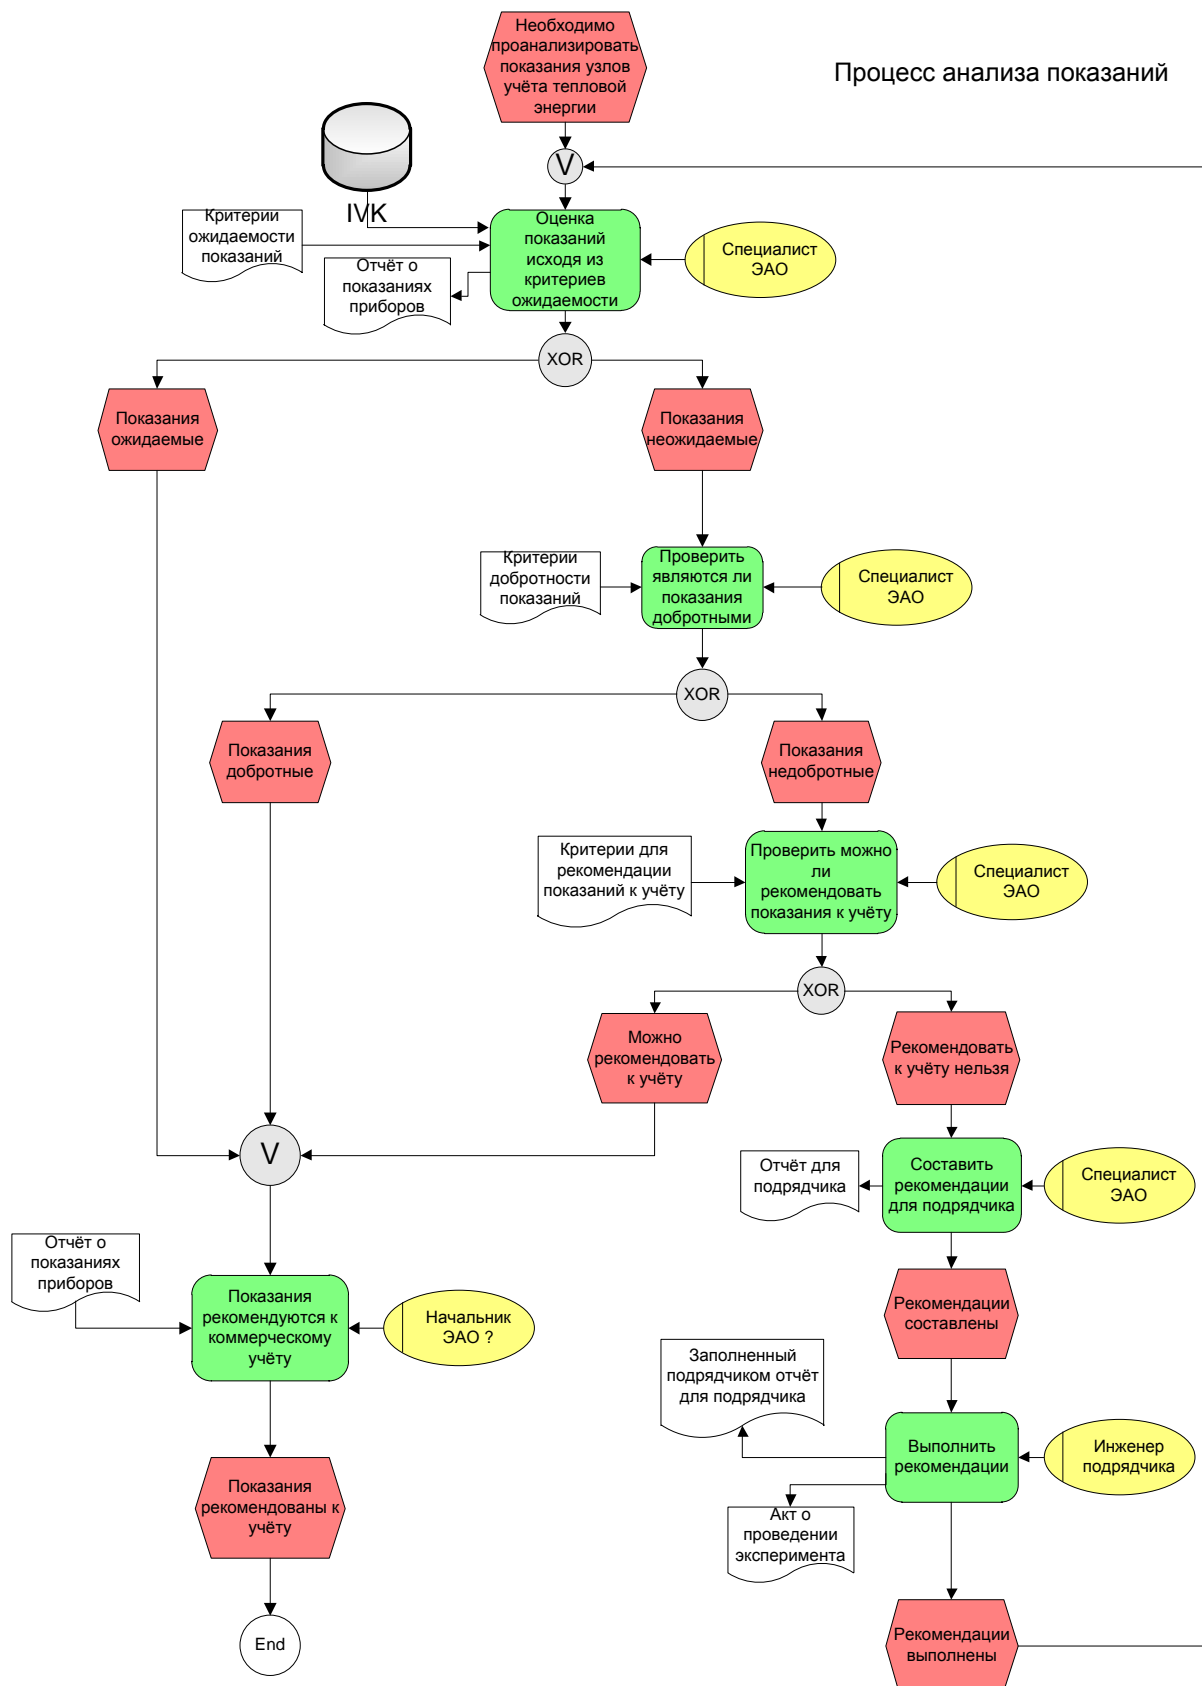 Необходимо
проанализировать
показания узлов
учёта тепловой
энергии
Процесс анализа показаний
V
IVK
Критерии
ожидаемости
показаний
Оценка
показаний
исходя из
критериев
ожидаемости
Специалист
ЭАО
Отчёт о
показаниях
приборов
XOR
Показания
ожидаемые
Показания
неожидаемые
Критерии
добротности
показаний
Проверить
являются ли
показания
добротными
Специалист
ЭАО
XOR
Показания
добротные
Показания
недобротные
Критерии для
рекомендации
показаний к учёту
Проверить можно
ли
рекомендовать
показания к учёту
Специалист
ЭАО
XOR
Можно
рекомендовать
к учёту
Рекомендовать
к учёту нельзя
V
Отчёт для
подрядчика
Составить
рекомендации
для подрядчика
Специалист
ЭАО
Отчёт о
показаниях
приборов
Показания
рекомендуются к
коммерческому
учёту
Начальник
ЭАО ?
Рекомендации
составлены
Заполненный
подрядчиком отчёт
для подрядчика
Выполнить
рекомендации
Инженер
подрядчика
Показания
рекомендованы к
учёту
Акт о
проведении
эксперимента
End
Рекомендации
выполнены